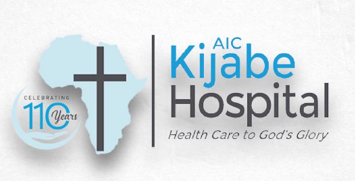 CELEBRATING
110 Years
AIC
Kijabe
Hospital
Health Care to God's Glory